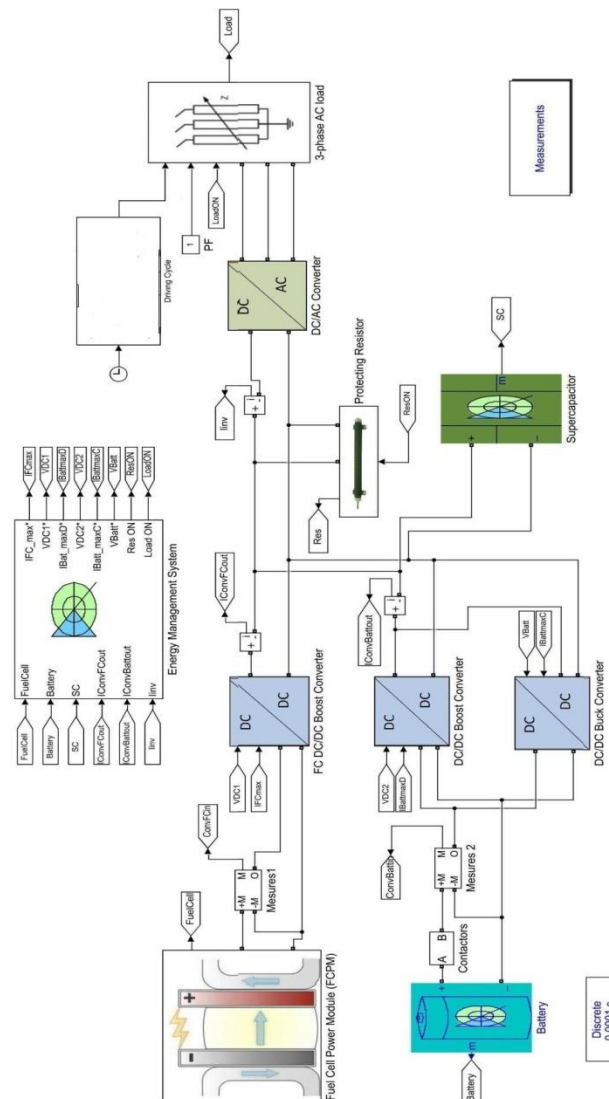 FuelCell
Battery
SC
IConvFCout
IConvBattout
Iinv
FuelCell
Battery
SC
IConvFCout
IConvBattout
Iinv
IFC_max*
VDC1*
IBat_maxD*
VDC2*
IBatt_maxC*
VBatt*
Res ON
Load ON
IFCmax
VDC1
IBattmaxD
VDC2
IBattmaxC
VBatt
ResON
LoadON
Energy Management System
Driving Cycle
1
PF
LoadON
Z
3-phase AC load
Load
FuelCell
Fuel Cell Power Module (FCPM)
+M M
-M O
Mesures1
ConvFCin
VDC1
IFCmax
DC
DC
FC DC/DC Boost Converter
+ i
-
IConvFCout
+ i
-
Iinv
DC
AC
DC/AC Converter
Res
Protecting Resistor
ResON
m
+
–
Battery
Battery
A B
Contactors
+M M
-M O
Mesures 2
ConvBattin
VDC2
IBattmaxD
DC
DC
DC/DC Boost Converter
+ i
-
IConvBattout
VBatt
IBattmaxC
DC
DC
DC/DC Buck Converter
+
–
m
Supercapacitor
SC
Measurements
Discrete